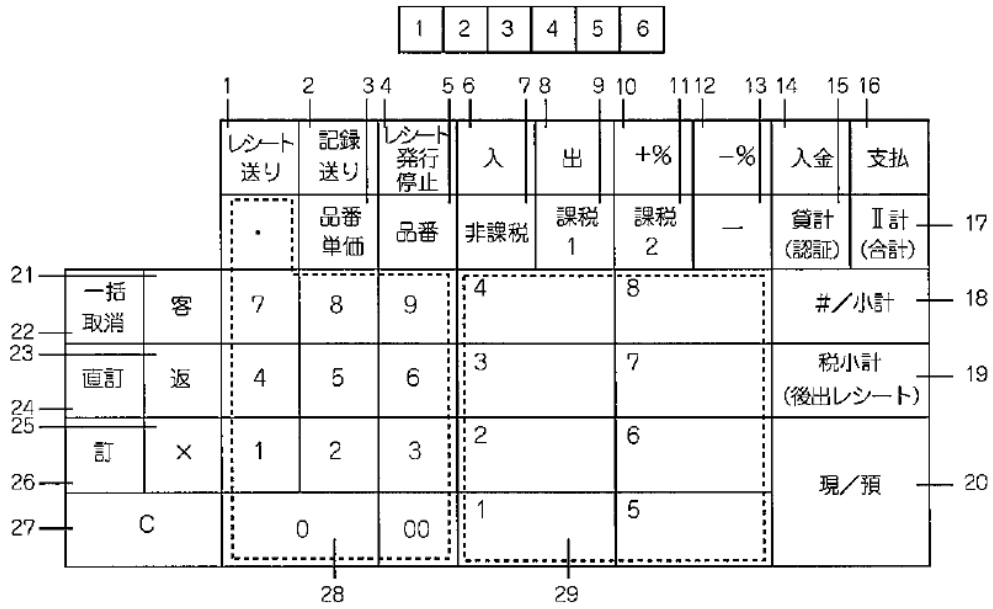 1 2 3 4 5 6
1 2 3 4 5 7 6 8 9 10 11 12 13 14 15 16
レシート 記録 レシート 入 出 +% -% 入金 支払
送り 送り 発行
停止
・ 品番 品番 非課税 課税 課税 — 貸計 Ⅱ計 17
単価 1 2 (認証) (合計)
21 一括 客 7 8 9 4 8 #/小計 18
22 取消
23 直訂 返 4 5 6 3 7 税小計 19
24 (後出レシート)
25 訂 × 1 2 3 2 6 現/預 20
26
27 C 0 00 1 5
28 29